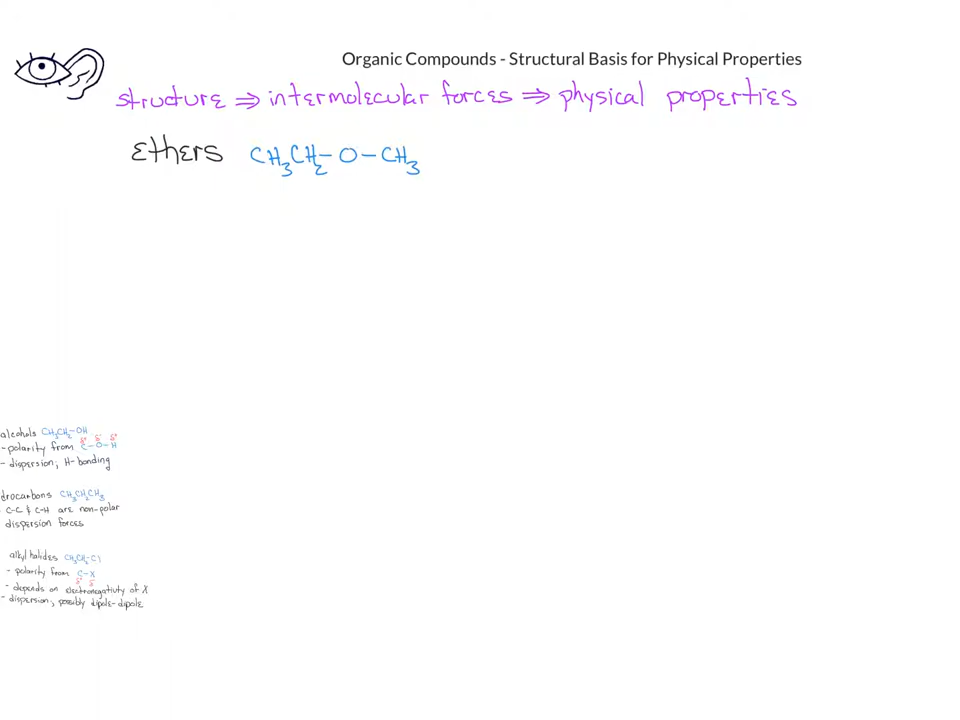 Organic Compounds - Structural Basis for Physical Properties
structure ⇒ intermolecular forces ⇒ physical properties
Ethers CH₃CH₂-O-CH₃
alcohols CH₃CH₂-OH
-polarity from C-O-H
δ+ δ- δ+
- dispersion, H-bonding
drocarbons CH₃CH₂CH₃
C-C & C-H are non-polar
dispersion forces
alkyl halides CH₃CH₂-Cl
- polarity from C-X
δ+ δ-
- depends on electronegativity of X
- dispersion, possibly dipole-dipole